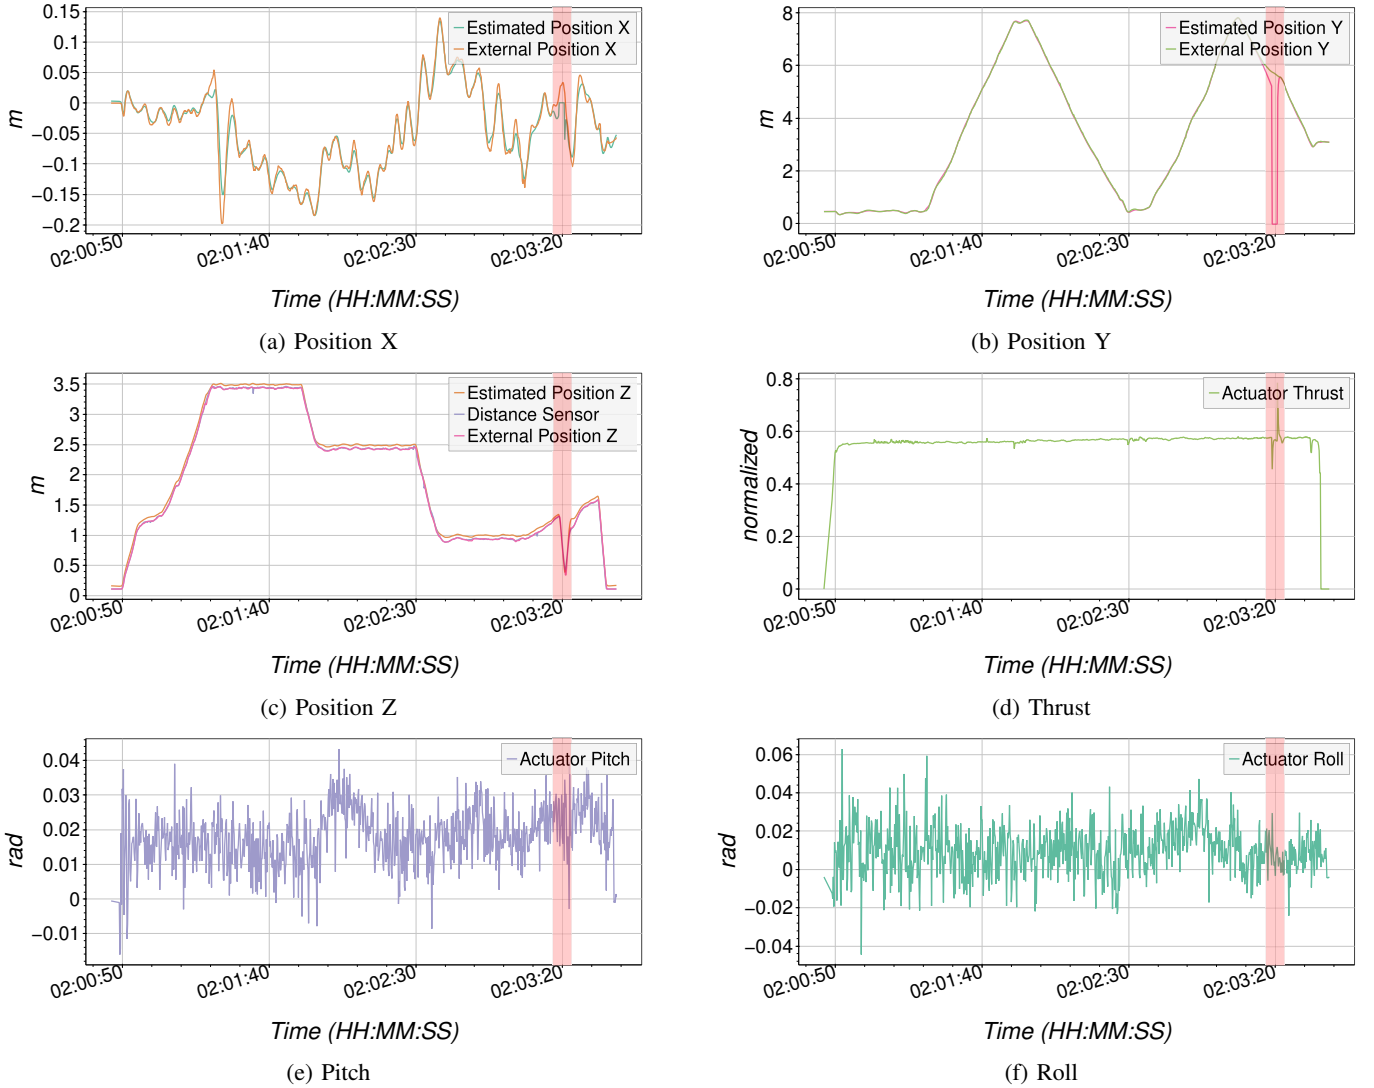 0.15
0.1
0.05
0
−0.05
−0.1
−0.15
−0.2
m
Estimated Position X
External Position X
02:00:50
02:01:40
02:02:30
02:03:20
Time (HH:MM:SS)
(a) Position X
8
6
4
2
0
m
Estimated Position Y
External Position Y
02:00:50
02:01:40
02:02:30
02:03:20
Time (HH:MM:SS)
(b) Position Y
3.5
3
2.5
2
1.5
1
0.5
0
m
Estimated Position Z
Distance Sensor
External Position Z
02:00:50
02:01:40
02:02:30
02:03:20
Time (HH:MM:SS)
(c) Position Z
0.8
0.6
0.4
0.2
0
normalized
Actuator Thrust
02:00:50
02:01:40
02:02:30
02:03:20
Time (HH:MM:SS)
(d) Thrust
0.04
0.03
0.02
0.01
0
−0.01
rad
Actuator Pitch
02:00:50
02:01:40
02:02:30
02:03:20
Time (HH:MM:SS)
(e) Pitch
0.06
0.04
0.02
0
−0.02
−0.04
rad
Actuator Roll
02:00:50
02:01:40
02:02:30
02:03:20
Time (HH:MM:SS)
(f) Roll